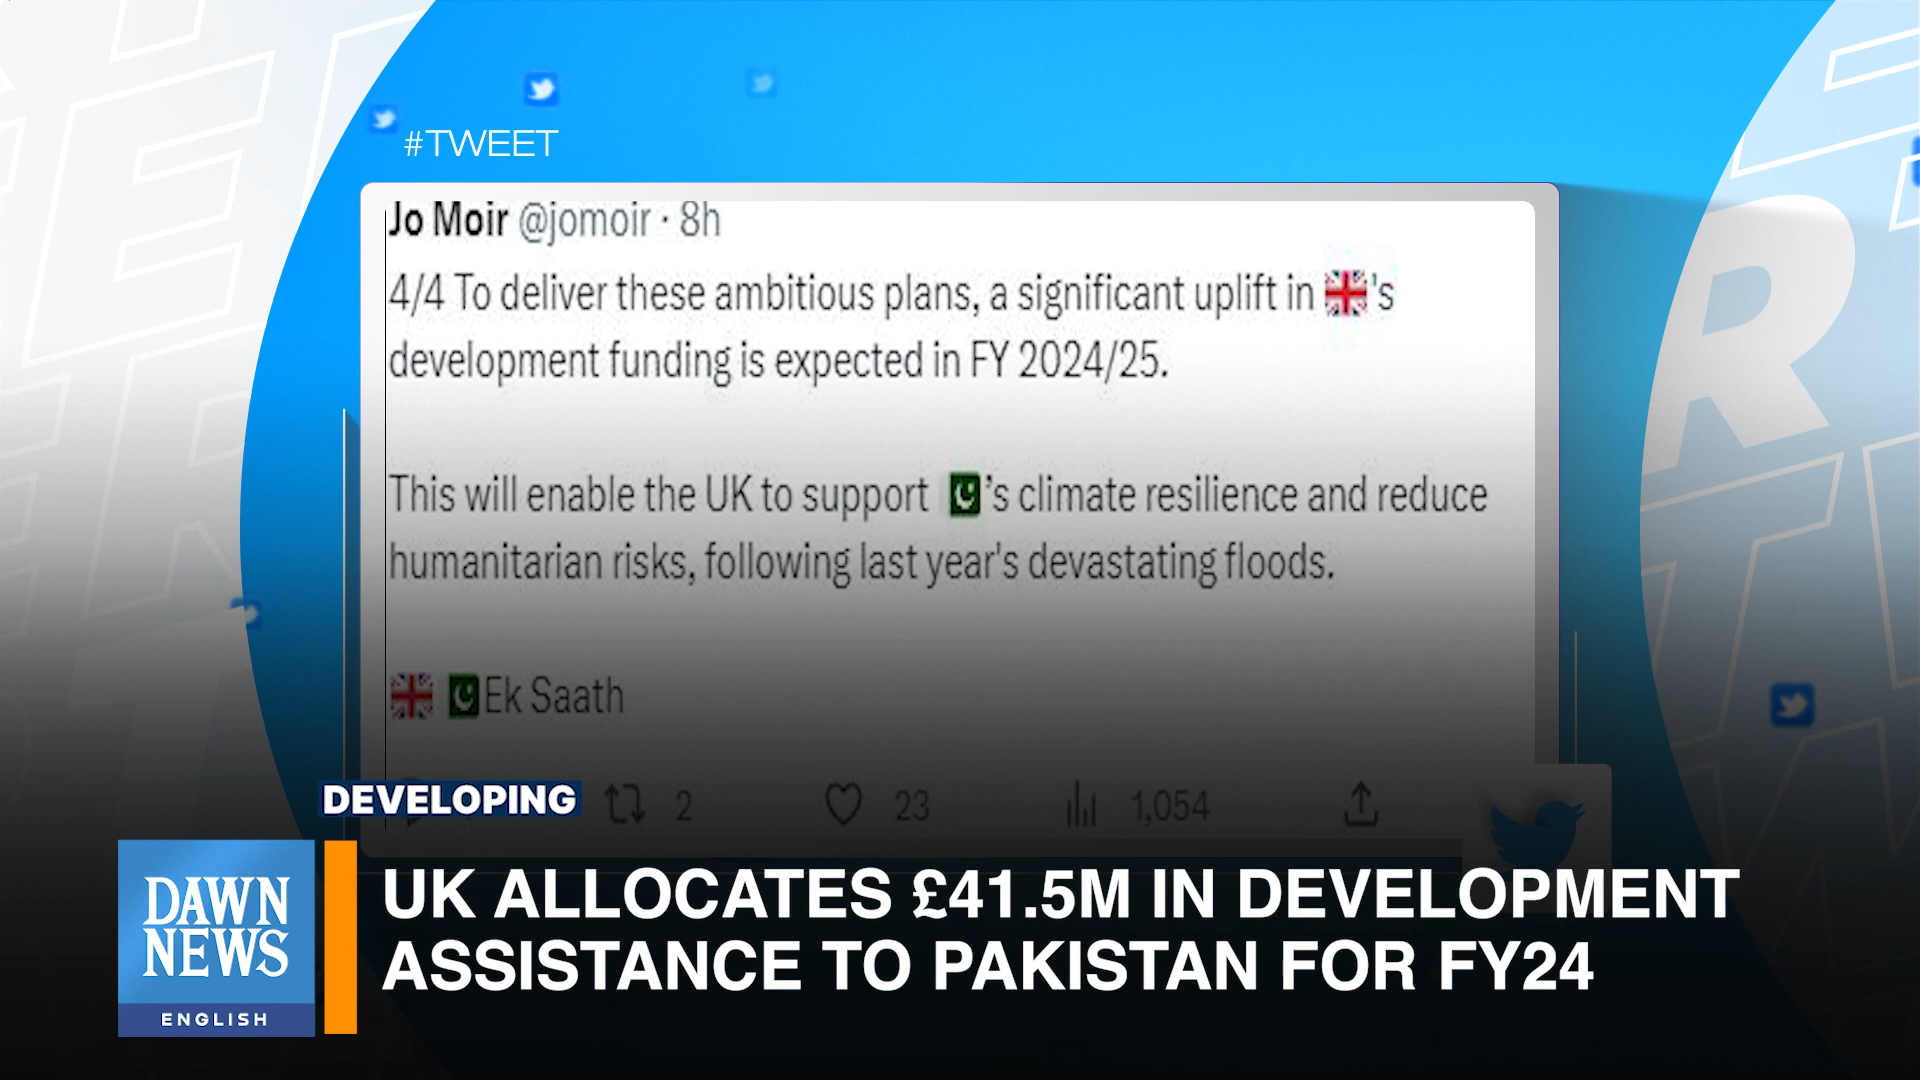 #TWEET
Jo Moir @jomoir · 8h
4/4 To deliver these ambitious plans, a significant uplift in 🇬🇧's
development funding is expected in FY 2024/25.
This will enable the UK to support 🇵🇰's climate resilience and reduce
humanitarian risks, following last year's devastating floods.
🇬🇧 🇵🇰Ek Saath
2 23 1,054
DEVELOPING
UK ALLOCATES £41.5M IN DEVELOPMENT
ASSISTANCE TO PAKISTAN FOR FY24
DAWN
NEWS
ENGLISH